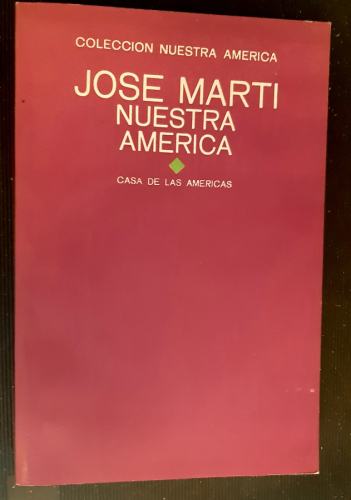 COLECCION NUESTRA AMERICA
JOSE MARTI
NUESTRA
AMERICA
CASA DE LAS AMERICAS